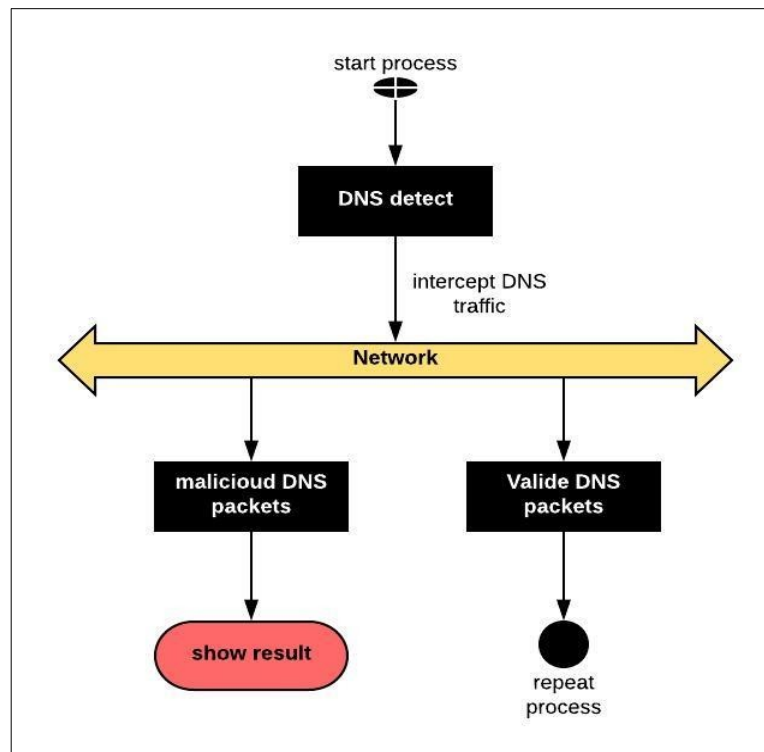 start process
DNS detect
intercept DNS
traffic
Network
malicioud DNS
packets
Valide DNS
packets
show result
repeat
process